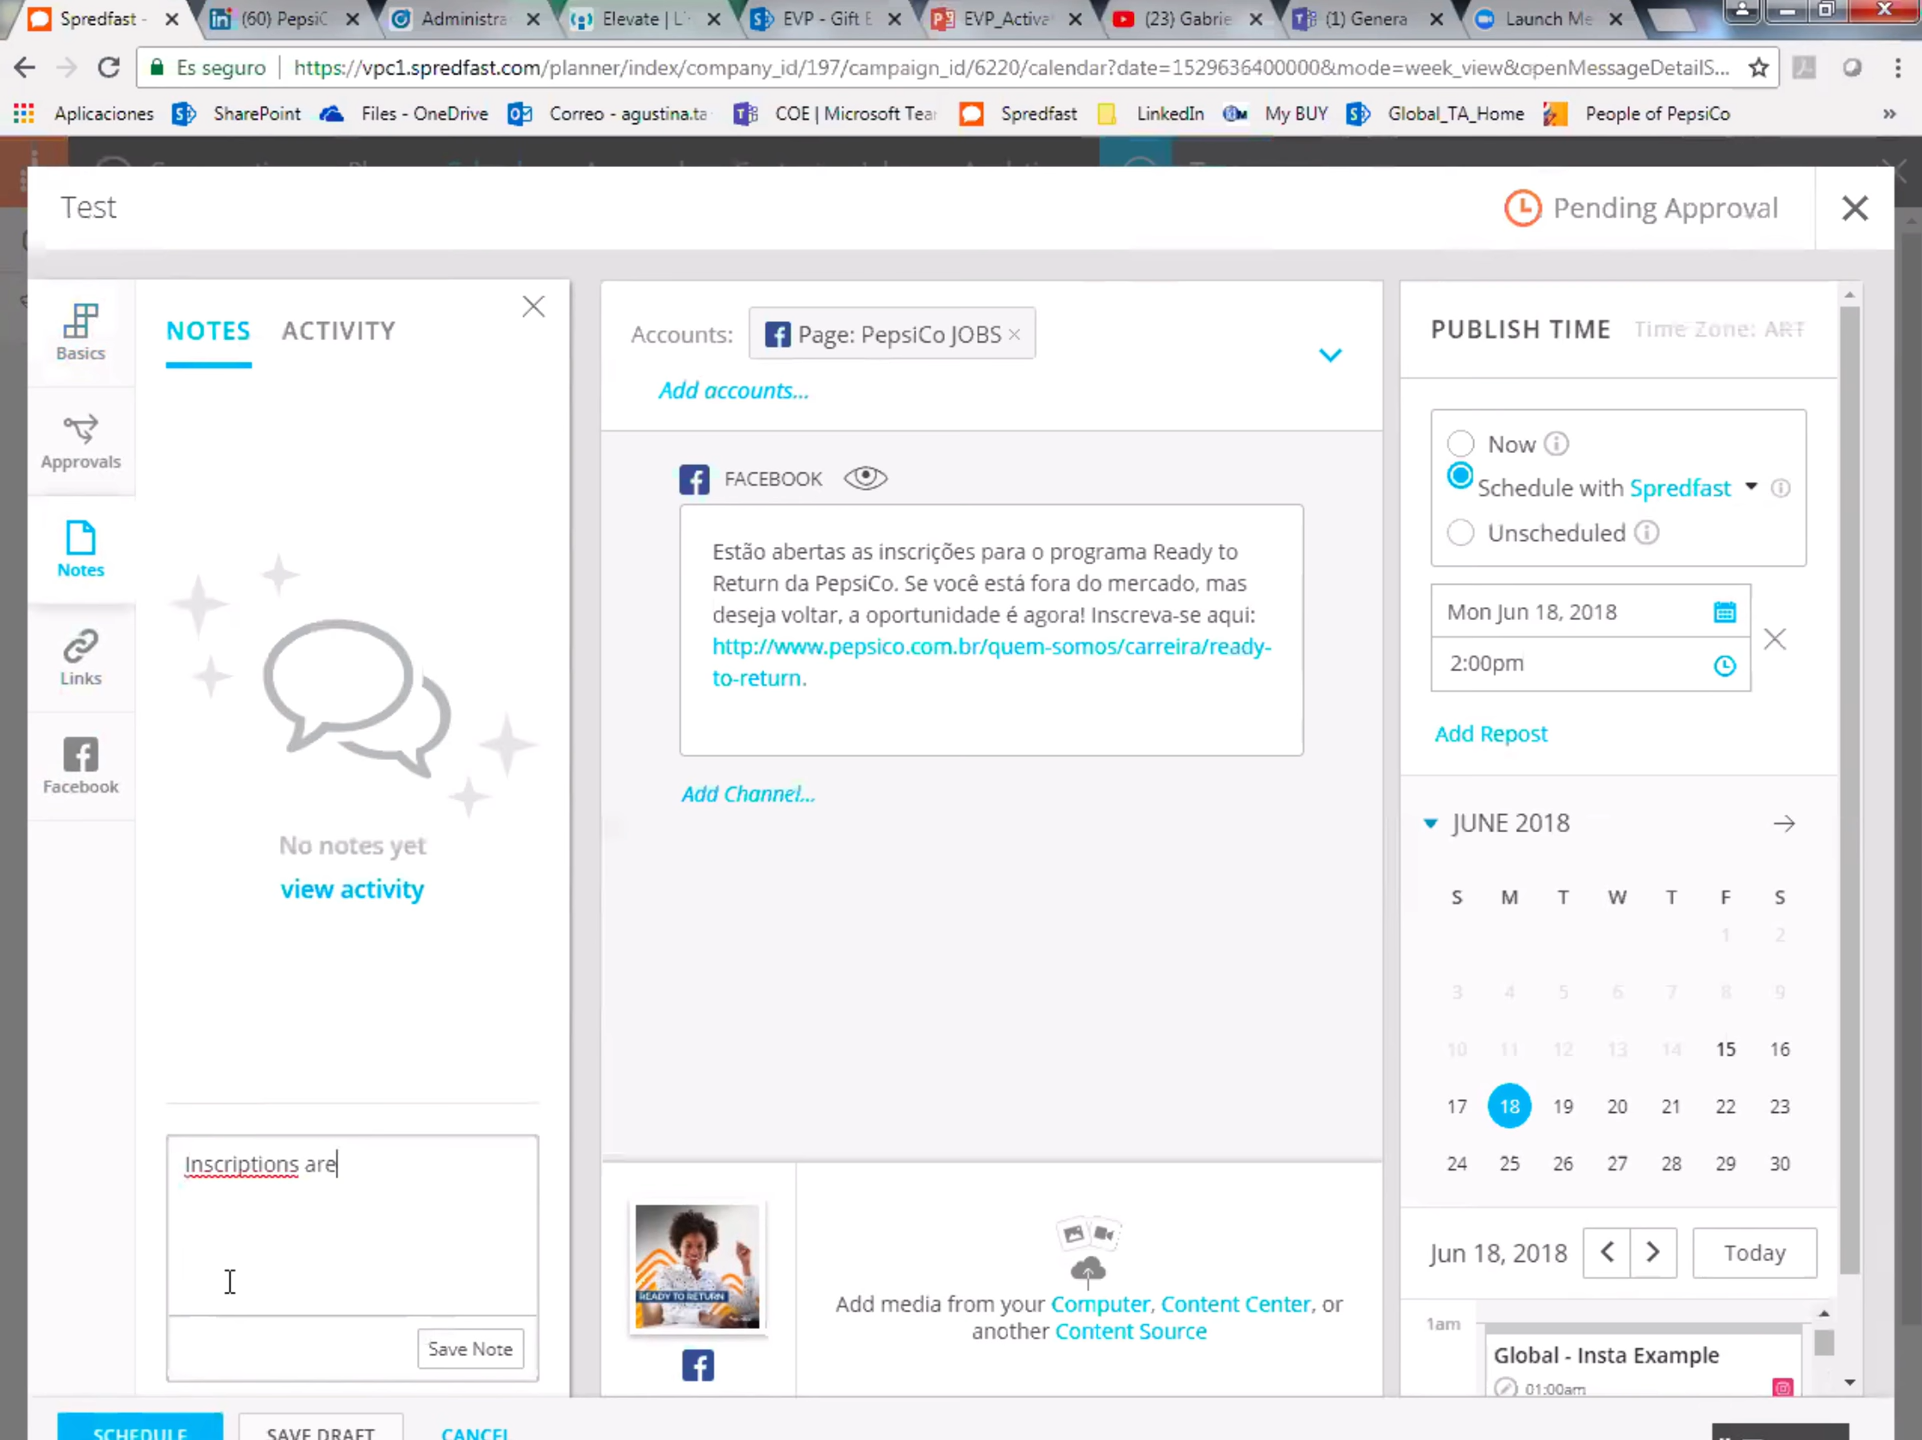 Spredfast -
(60) PepsiC
Administra
Elevate | L'
EVP - Gift E
EVP_Activa
(23) Gabrie
(1) Genera
Launch Me
Es seguro
https://vpc1.spredfast.com/planner/index/company_id/197/campaign_id/6220/calendar?date=1529636400000&mode=week_view&openMessageDetailS...
Aplicaciones
SharePoint
Files - OneDrive
Correo - agustina.ta
COE | Microsoft Tea
Spredfast
LinkedIn
My BUY
Global_TA_Home
People of PepsiCo
»
Test
Pending Approval
Basics
Approvals
Notes
Links
Facebook
NOTES
ACTIVITY
No notes yet
view activity
Inscriptions are
Save Note
Accounts:
Page: PepsiCo JOBS
Add accounts...
FACEBOOK
Estão abertas as inscrições para o programa Ready to
Return da PepsiCo. Se você está fora do mercado, mas
deseja voltar, a oportunidade é agora! Inscreva-se aqui:
http://www.pepsico.com.br/quem-somos/carreira/ready-
to-return.
Add Channel...
READY TO RETURN
Add media from your Computer, Content Center, or
another Content Source
PUBLISH TIME
Time Zone: ART
Now
Schedule with Spredfast
Unscheduled
Mon Jun 18, 2018
2:00pm
Add Repost
JUNE 2018
S M T W T F S
1 2
3 4 5 6 7 8 9
10 11 12 13 14 15 16
17 18 19 20 21 22 23
24 25 26 27 28 29 30
Jun 18, 2018
Today
1am
Global - Insta Example
01:00am
SCHEDULE
SAVE DRAFT
CANCEL